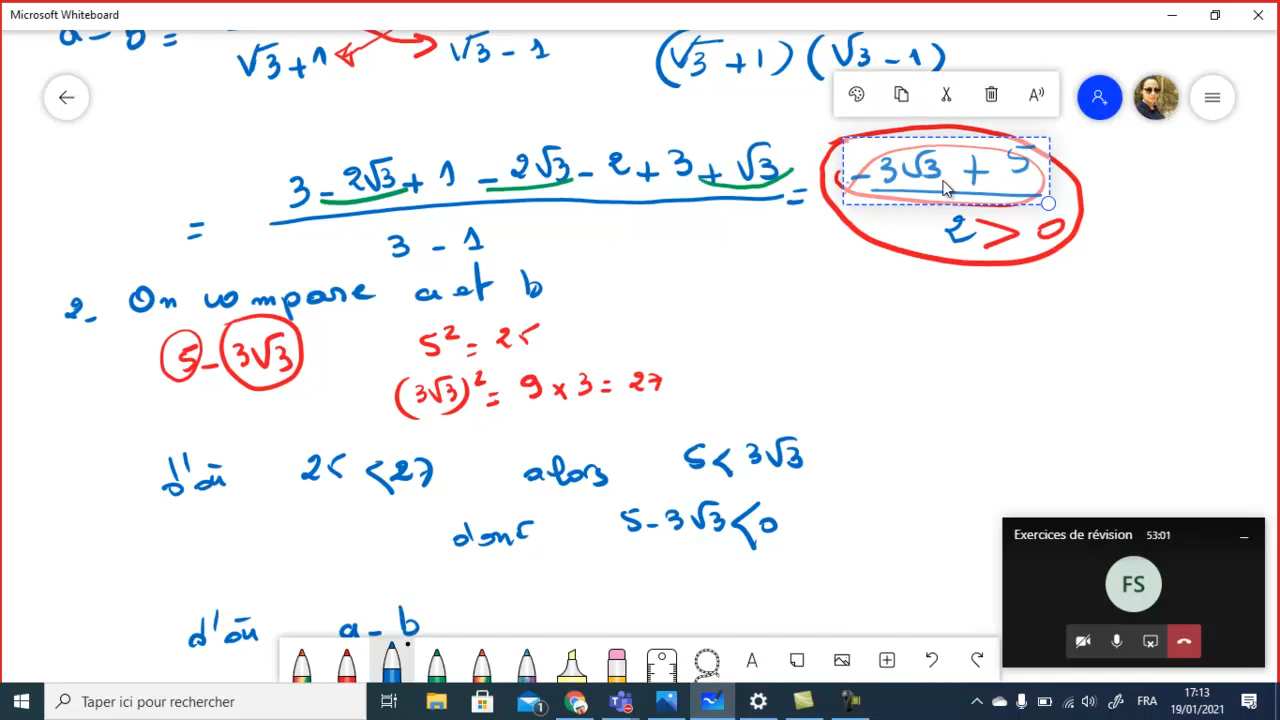 Microsoft Whiteboard
a - b =
√3 + 1 √3 - 1 (√3 + 1) (√3 - 1)
= 3 - 2√3 + 1 - 2√3 - 2 + 3 + √3 = - 3√3 + 5
3 - 1 2 > 0
2 - On compare a et b
5 - 3√3 5² = 25
(3√3)² = 9 × 3 = 27
d'où 25 < 27 alors 5 < 3√3
donc 5 - 3√3 < 0
d'où a - b
Exercices de révision 53:01
FS
Taper ici pour rechercher
1
FRA
17:13
19/01/2021